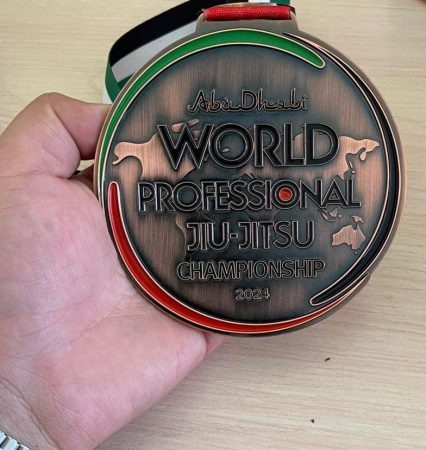 Abu Dhabi
WORLD
PROFESSIONAL
JIU-JITSU
CHAMPIONSHIP
2024